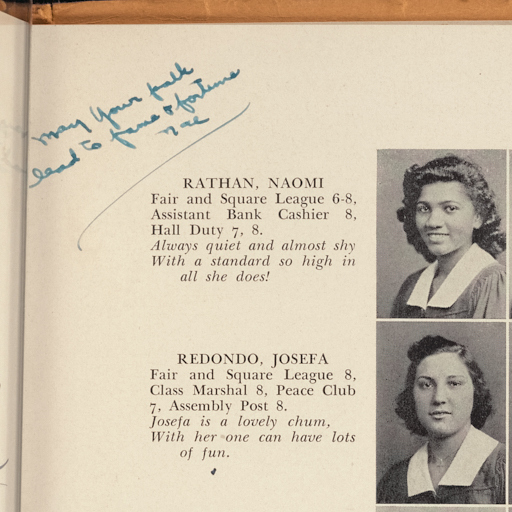 May your path
lead to fame & fortune
Nae
RATHAN, NAOMI
Fair and Square League 6-8,
Assistant Bank Cashier 8,
Hall Duty 7, 8.
Always quiet and almost shy
With a standard so high in
all she does!
REDONDO, JOSEFA
Fair and Square League 8,
Class Marshal 8, Peace Club
7, Assembly Post 8.
Josefa is a lovely chum,
With her one can have lots
of fun.